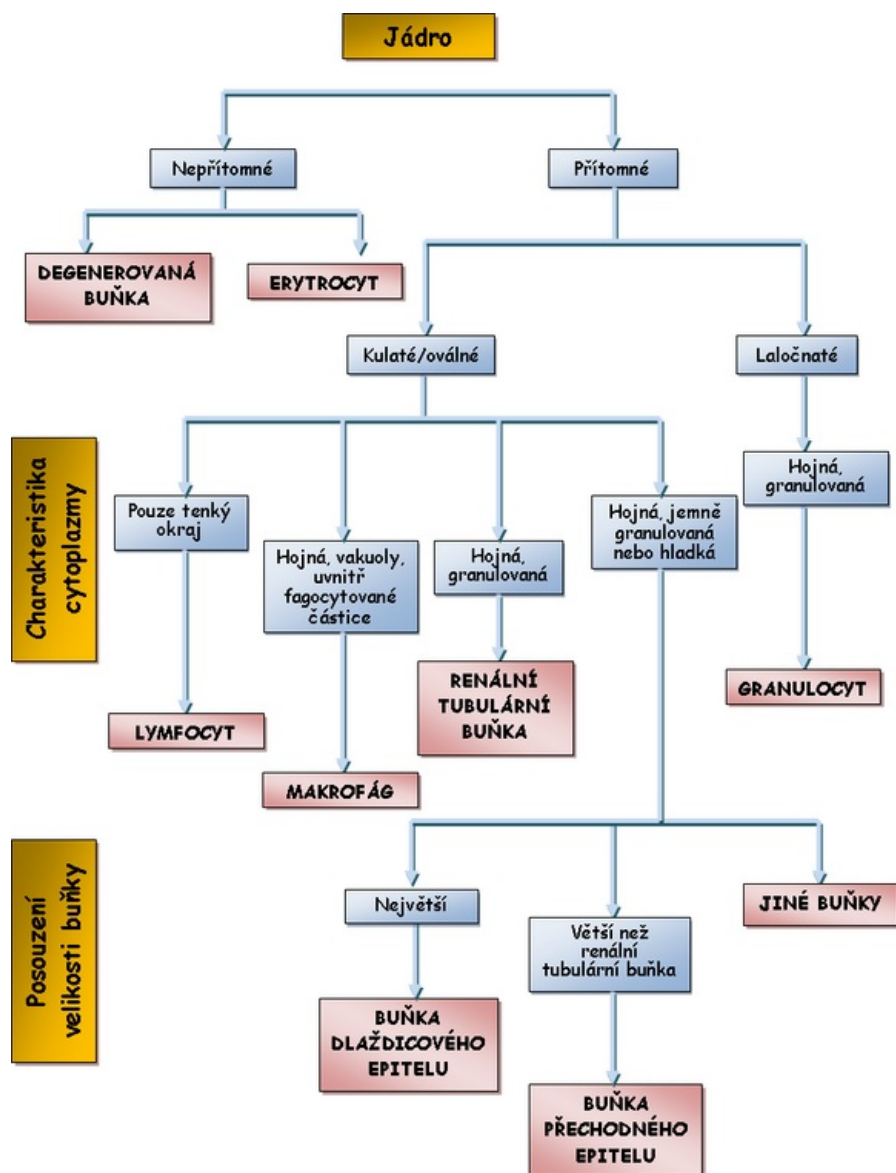 Jádro
Nepřítomné
Přítomné
DEGENEROVANÁ
BUŇKA
ERYTROCYT
Kulaté/oválné
Laločnaté
Charakteristika
cytoplazmy
Pouze tenký
okraj
Hojná, vakuoly,
uvnitř
fagocytované
částice
Hojná,
granulovaná
Hojná, jemně
granulovaná
nebo hladká
Hojná,
granulovaná
LYMFOCYT
MAKROFÁG
RENÁLNÍ
TUBULÁRNÍ
BUŇKA
GRANULOCYT
Posouzení
velikosti buňky
Největší
Větší než
renální
tubulární buňka
JINÉ BUŇKY
BUŇKA
DLAŽDICOVÉHO
EPITELU
BUŇKA
PŘECHODNÉHO
EPITELU